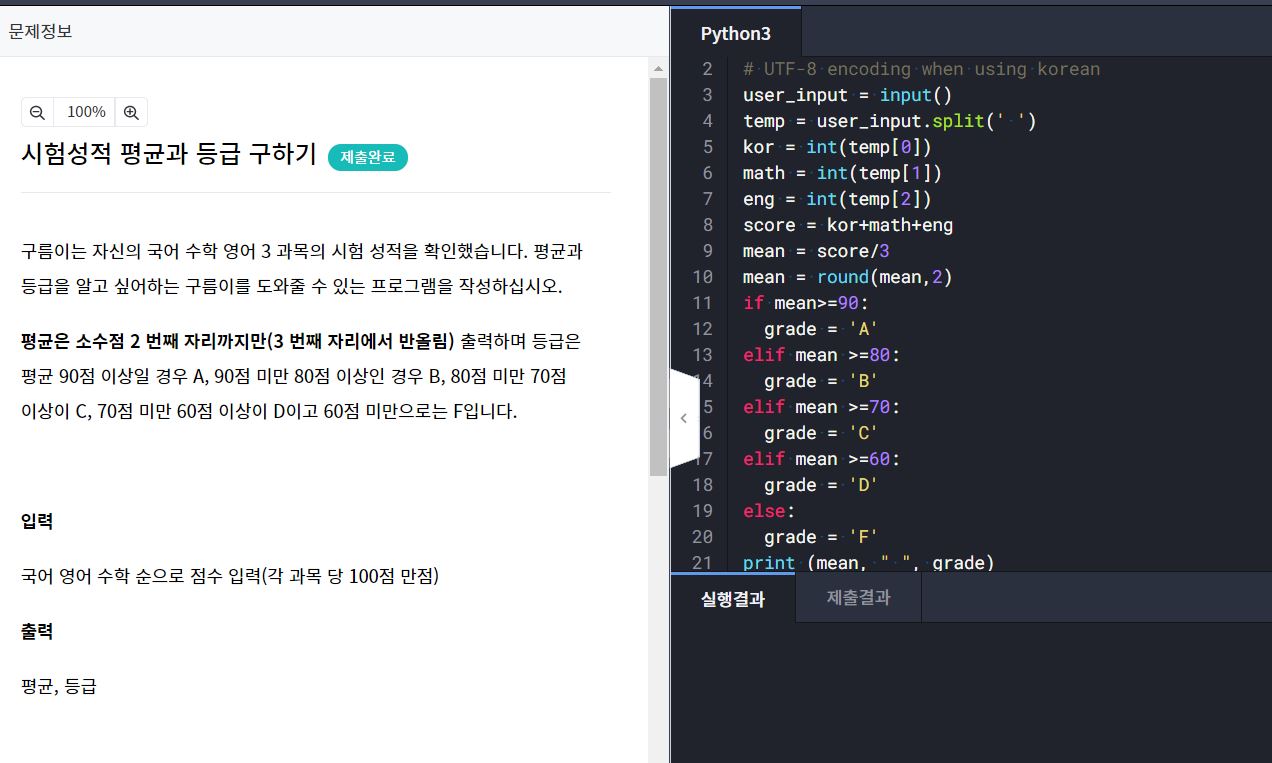 문제정보
100%
시험성적 평균과 등급 구하기 제출완료
구름이는 자신의 국어 수학 영어 3 과목의 시험 성적을 확인했습니다. 평균과
등급을 알고 싶어하는 구름이를 도와줄 수 있는 프로그램을 작성하십시오.
평균은 소수점 2 번째 자리까지만(3 번째 자리에서 반올림) 출력하며 등급은
평균 90점 이상일 경우 A, 90점 미만 80점 이상인 경우 B, 80점 미만 70점
이상이 C, 70점 미만 60점 이상이 D이고 60점 미만으로는 F입니다.
입력
국어 영어 수학 순으로 점수 입력(각 과목 당 100점 만점)
출력
평균, 등급
Python3
2 # UTF-8 encoding when using korean
3 user_input = input()
4 temp = user_input.split(' ')
5 kor = int(temp[0])
6 math = int(temp[1])
7 eng = int(temp[2])
8 score = kor+math+eng
9 mean = score/3
10 mean = round(mean,2)
11 if mean>=90:
12 grade = 'A'
13 elif mean >=80:
4 grade = 'B'
5 elif mean >=70:
6 grade = 'C'
17 elif mean >=60:
18 grade = 'D'
19 else:
20 grade = 'F'
21 print (mean, " ", grade)
실행결과 제출결과